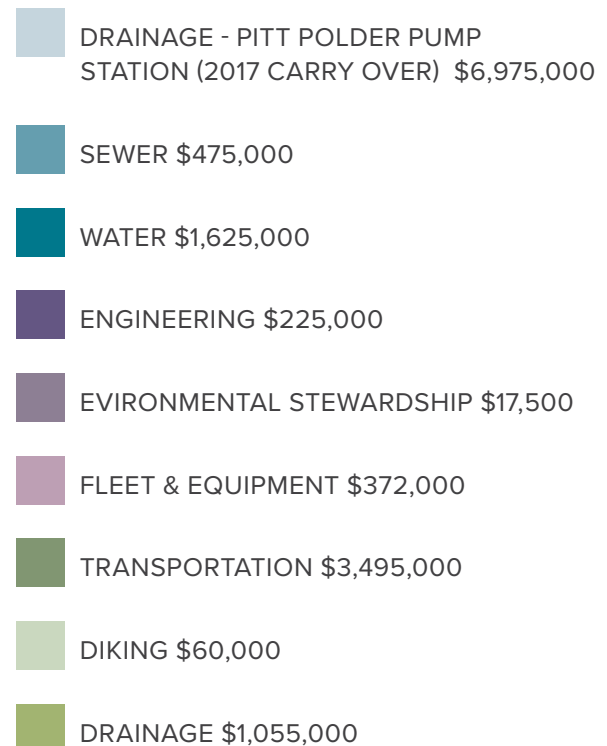 DRAINAGE - PITT POLDER PUMP
STATION (2017 CARRY OVER) $6,975,000
SEWER $475,000
WATER $1,625,000
ENGINEERING $225,000
EVIRONMENTAL STEWARDSHIP $17,500
FLEET & EQUIPMENT $372,000
TRANSPORTATION $3,495,000
DIKING $60,000
DRAINAGE $1,055,000